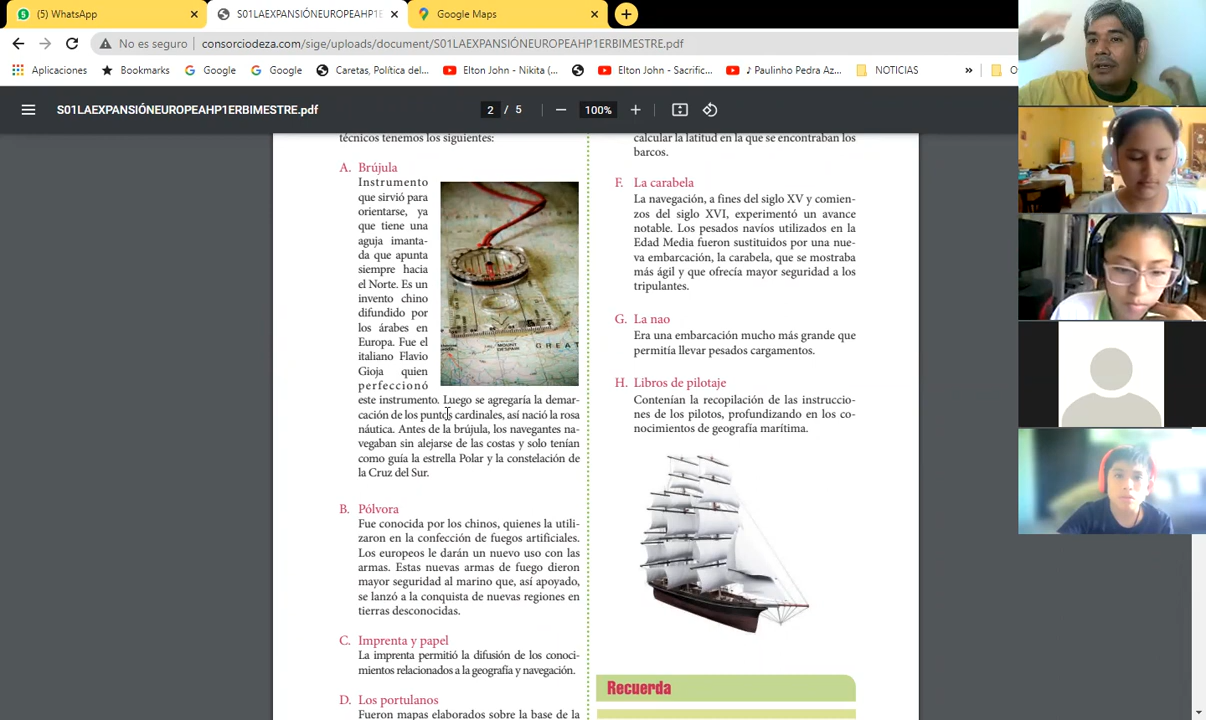 (5) WhatsApp
S01LAEXPANSIÓNEUROPEAHP1E
Google Maps
No es seguro
consorciodeza.com/sige/uploads/document/S01LAEXPANSIÓNEUROPEAHP1ERBIMESTRE.pdf
Aplicaciones
Bookmarks
Google
Google
Caretas, Política del...
Elton John - Nikita (...
Elton John - Sacrific...
♪ Paulinho Pedra Az...
NOTICIAS
»
S01LAEXPANSIÓNEUROPEAHP1ERBIMESTRE.pdf
2 / 5
100%
técnicos tenemos los siguientes:
A. Brújula
Instrumento
que sirvió para
orientarse, ya
que tiene una
aguja imanta-
da que apunta
siempre hacia
el Norte. Es un
invento chino
difundido por
los árabes en
Europa. Fue el
italiano Flavio
Gioja quien
perfeccionó
este instrumento. Luego se agregaría la demar-
cación de los puntos cardinales, así nació la rosa
náutica. Antes de la brújula, los navegantes na-
vegaban sin alejarse de las costas y solo tenían
como guía la estrella Polar y la constelación de
la Cruz del Sur.
GREAT
B. Pólvora
Fue conocida por los chinos, quienes la utili-
zaron en la confección de fuegos artificiales.
Los europeos le darán un nuevo uso con las
armas. Estas nuevas armas de fuego dieron
mayor seguridad al marino que, así apoyado,
se lanzó a la conquista de nuevas regiones en
tierras desconocidas.
C. Imprenta y papel
La imprenta permitió la difusión de los conoci-
mientos relacionados a la geografía y navegación.
D. Los portulanos
Fueron mapas elaborados sobre la base de la
calcular la latitud en la que se encontraban los
barcos.
F. La carabela
La navegación, a fines del siglo XV y comien-
zos del siglo XVI, experimentó un avance
notable. Los pesados navíos utilizados en la
Edad Media fueron sustituidos por una nue-
va embarcación, la carabela, que se mostraba
más ágil y que ofrecía mayor seguridad a los
tripulantes.
G. La nao
Era una embarcación mucho más grande que
permitía llevar pesados cargamentos.
H. Libros de pilotaje
Contenían la recopilación de las instruccio-
nes de los pilotos, profundizando en los co-
nocimientos de geografía marítima.
Recuerda